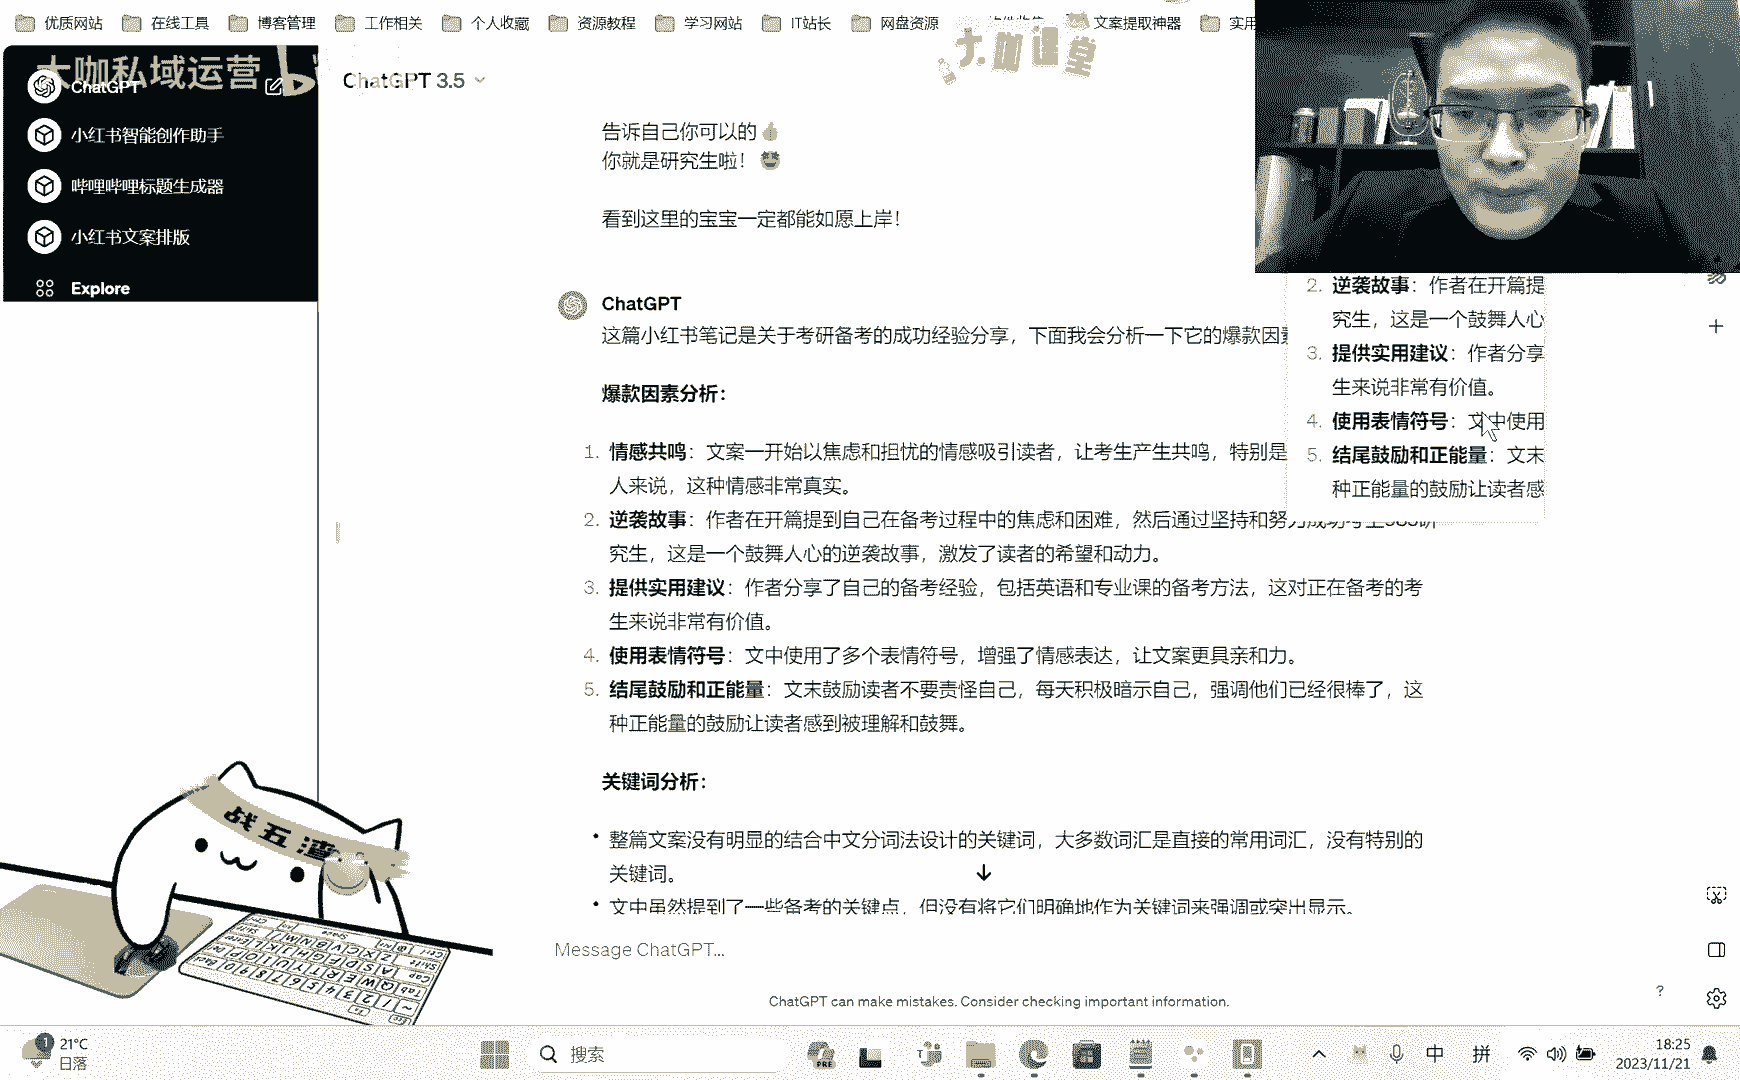 优质网站
在线工具
博客管理
工作相关
个人收藏
资源教程
学习网站
IT站长
网盘资源
文案提取神器
实用
大咖私域运营
大咖课堂
ChatGPT
小红书智能创作助手
哔哩哔哩标题生成器
小红书文案排版
Explore
ChatGPT 3.5
告诉自己你可以的
你就是研究生啦！
看到这里的宝宝一定都能如愿上岸！
ChatGPT
这篇小红书笔记是关于考研备考的成功经验分享，下面我会分析一下它的爆款因素
爆款因素分析：
1. 情感共鸣：文案一开始以焦虑和担忧的情感吸引读者，让考生产生共鸣，特别是
人来说，这种情感非常真实。
2. 逆袭故事：作者在开篇提到自己在备考过程中的焦虑和困难，然后通过坚持和努力成功考上985研
究生，这是一个鼓舞人心的逆袭故事，激发了读者的希望和动力。
3. 提供实用建议：作者分享了自己的备考经验，包括英语和专业课的备考方法，这对正在备考的考
生来说非常有价值。
4. 使用表情符号：文中使用了多个表情符号，增强了情感表达，让文案更具亲和力。
5. 结尾鼓励和正能量：文末鼓励读者不要责怪自己，每天积极暗示自己，强调他们已经很棒了，这
种正能量的鼓励让读者感到被理解和鼓舞。
关键词分析：
• 整篇文案没有明显的结合中文分词法设计的关键词，大多数词汇是直接的常用词汇，没有特别的
关键词。
• 文中虽然提到了一些备考的关键点，但没有将它们明确地作为关键词来强调或突出显示。
2. 逆袭故事：作者在开篇提
究生，这是一个鼓舞人心
3. 提供实用建议：作者分享
生来说非常有价值。
4. 使用表情符号：文中使用
5. 结尾鼓励和正能量：文末
种正能量的鼓励让读者感
Message ChatGPT...
ChatGPT can make mistakes. Consider checking important information.
?
战五渣
1
21°C
日落
搜索
PRE
中
拼
18:25
2023/11/21